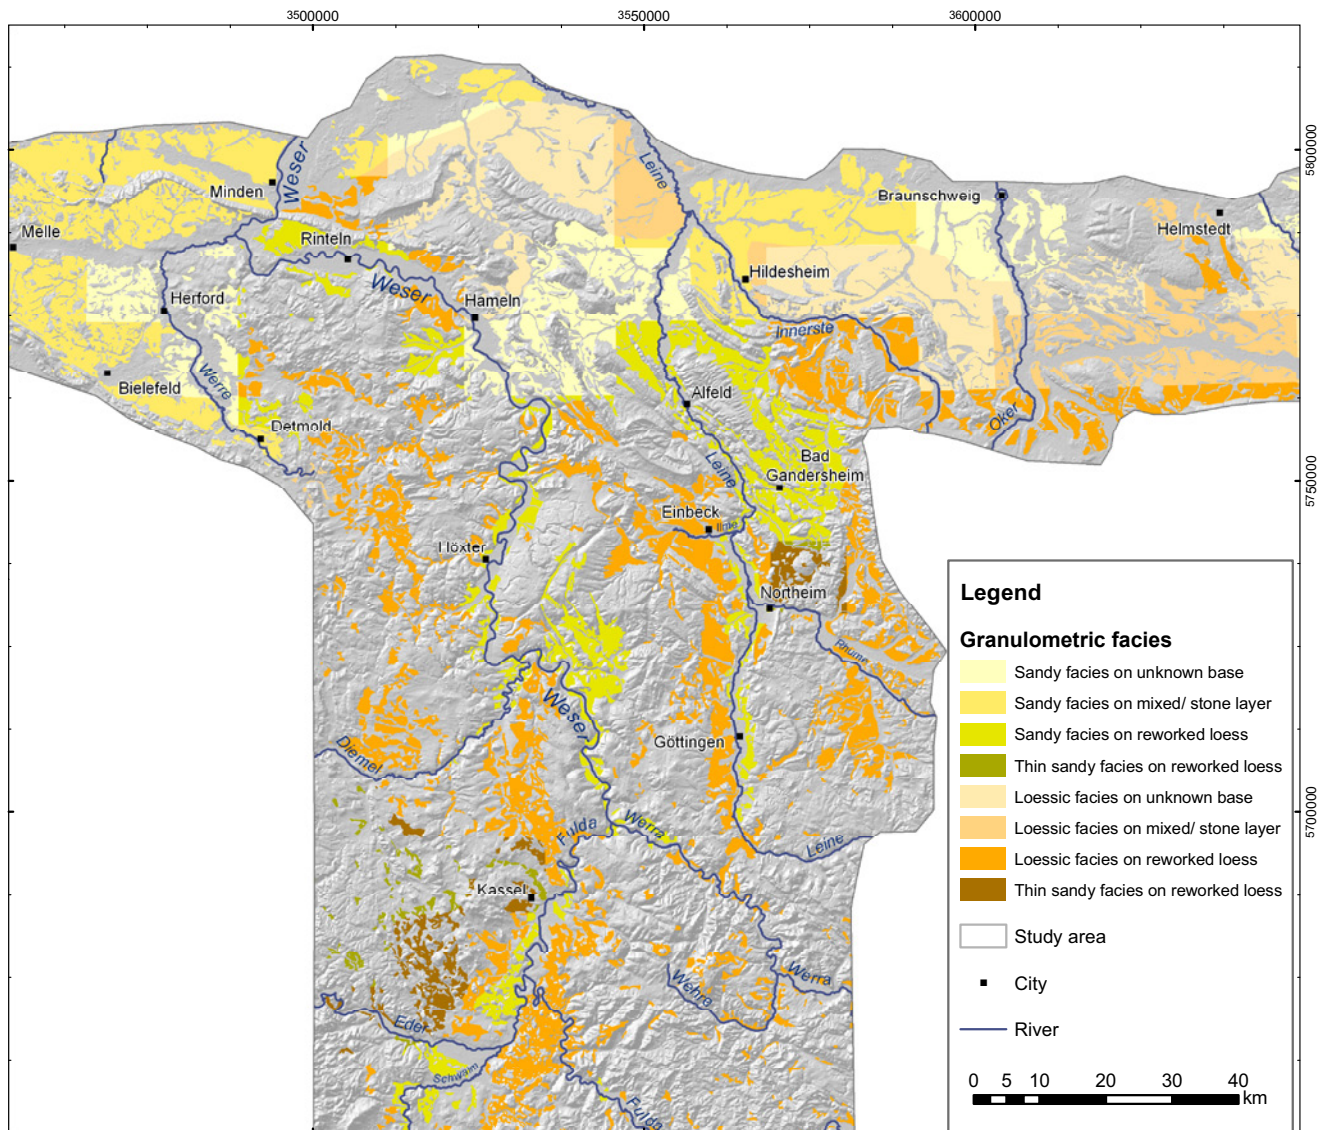 3500000
3550000
3600000
5800000
5750000
5700000
Weser
Minden
Melle
Rinteln
Weser
Herford
Hameln
Werre
Bielefeld
Detmold
Leine
Braunschweig
Helmstedt
Hildesheim
Innerste
Alfeld
Oker
Leine
Bad
Gandersheim
Einbeck
Ilme
Höxter
Northeim
Rhume
Weser
Göttingen
Diemel
Fulda
Werra
Leine
Kassel
Wehre
Werra
Eder
Schwalm
Fulda
Legend
Granulometric facies
Sandy facies on unknown base
Sandy facies on mixed/ stone layer
Sandy facies on reworked loess
Thin sandy facies on reworked loess
Loessic facies on unknown base
Loessic facies on mixed/ stone layer
Loessic facies on reworked loess
Thin sandy facies on reworked loess
Study area
City
River
0 5 10 20 30 40
km